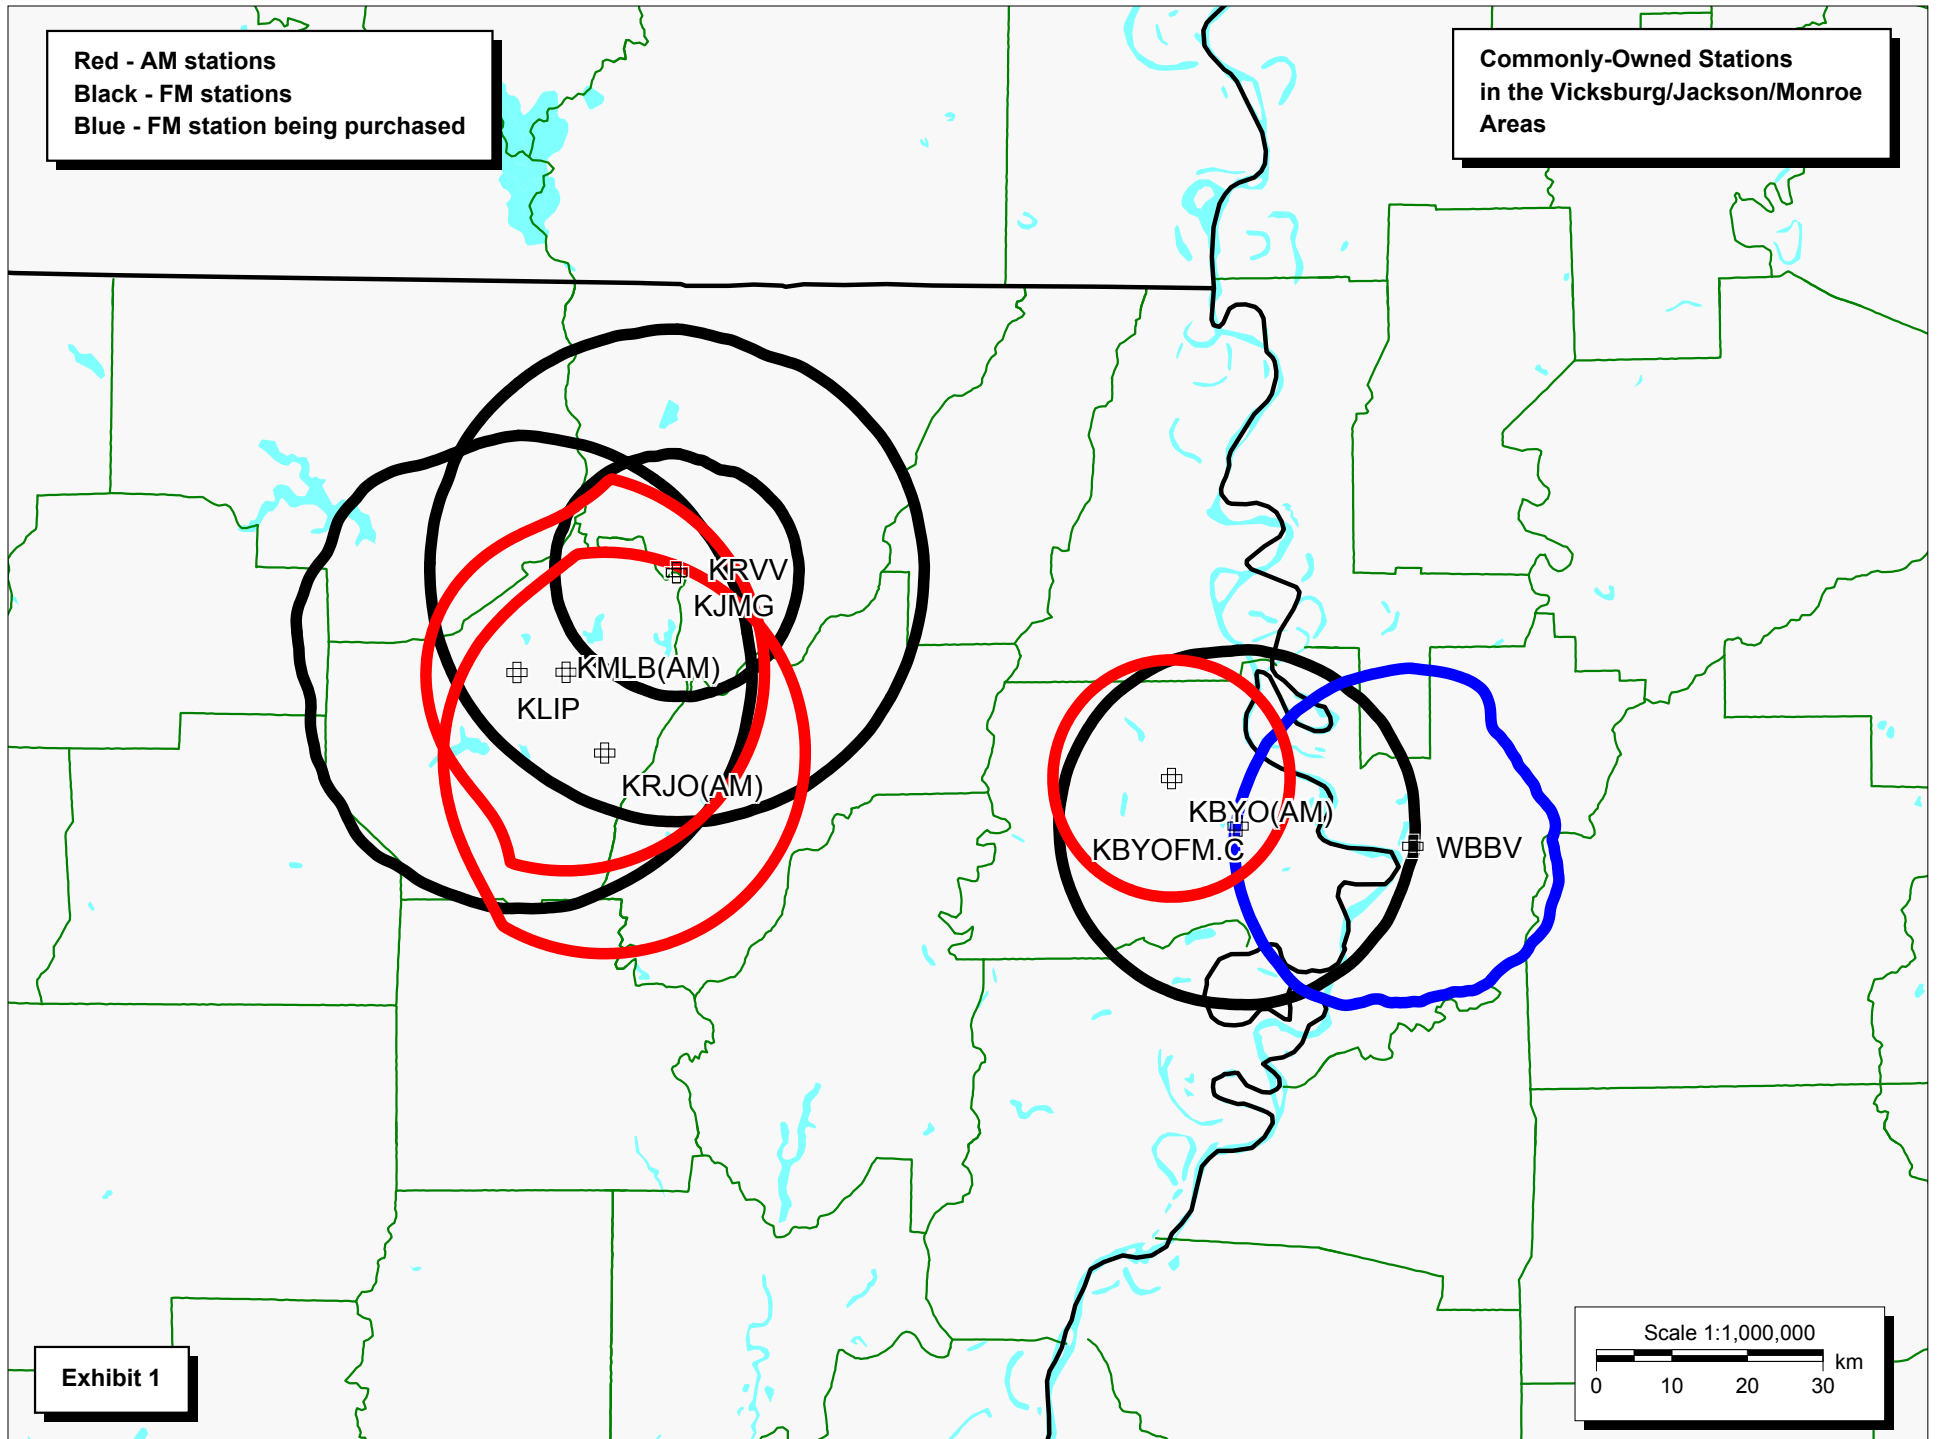 Red - AM stations
Black - FM stations
Blue - FM station being purchased
Commonly-Owned Stations
in the Vicksburg/Jackson/Monroe
Areas
KRVV
KJMG
KMLB(AM)
KLIP
KRJO(AM)
KBYO(AM)
KBYOFM.C
WBBV
Exhibit 1
Scale 1:1,000,000
km
0 10 20 30